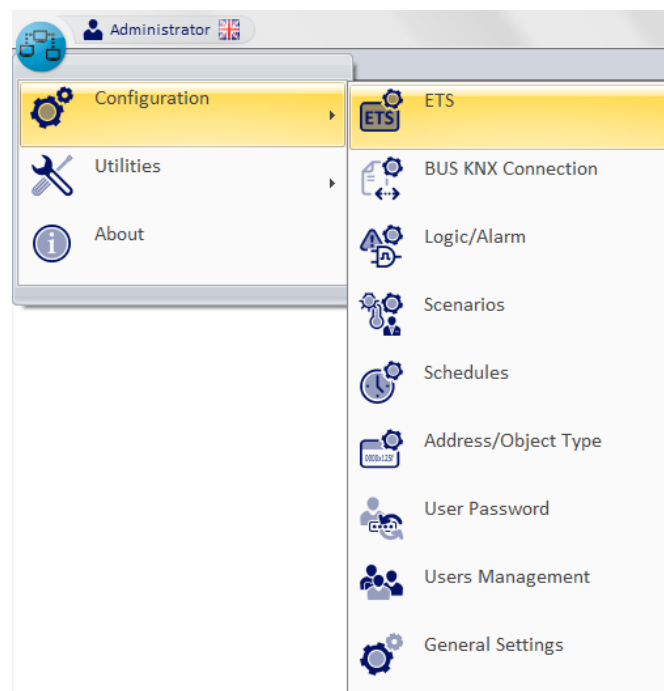 Administrator
Configuration
Utilities
About
ETS
ETS
BUS KNX Connection
Logic/Alarm
Scenarios
Schedules
Address/Object Type
User Password
Users Management
General Settings